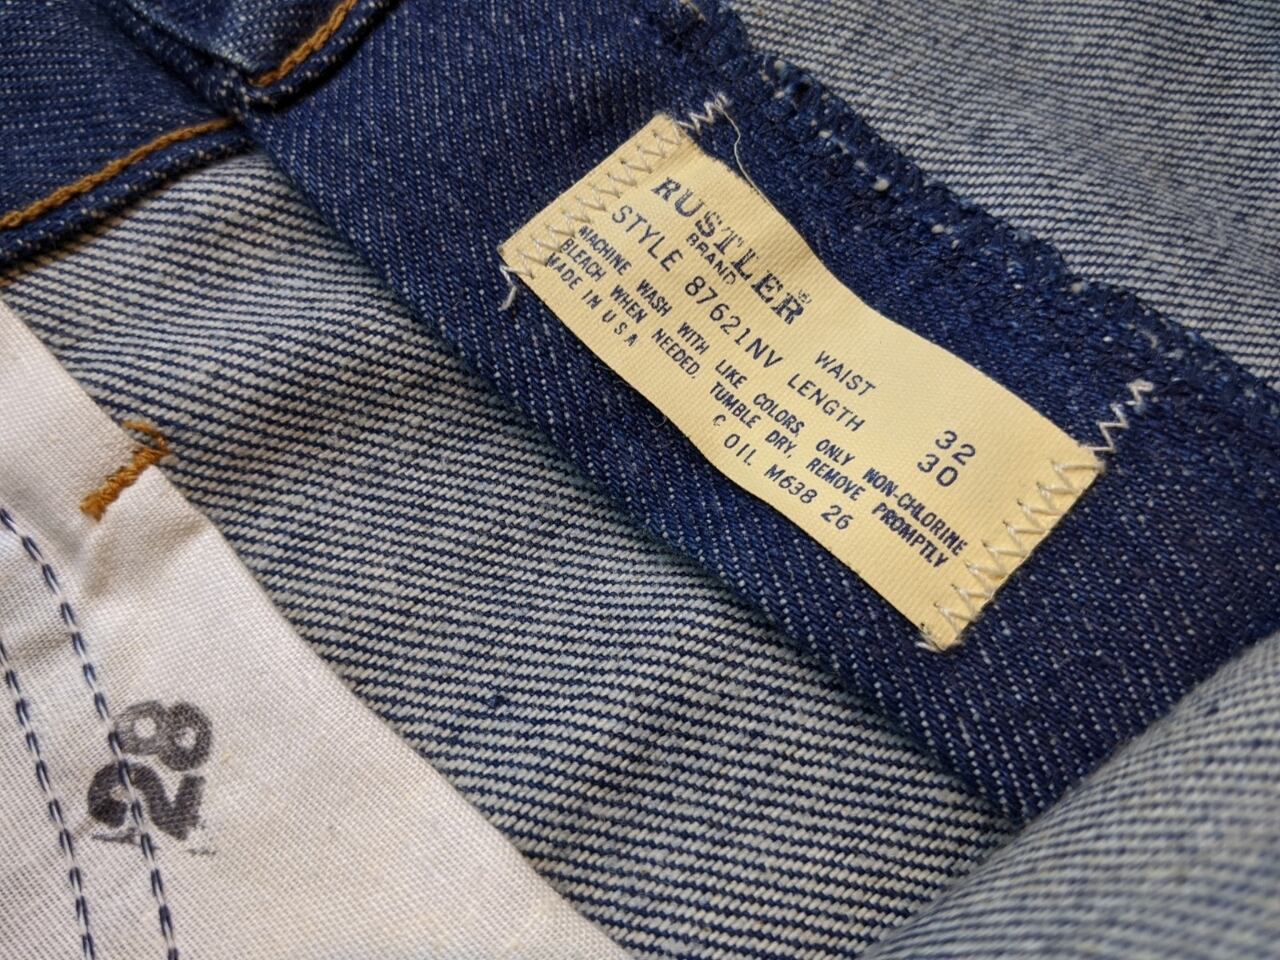 RUSTLER®
BRAND
STYLE 87621NV
WAIST 32
LENGTH 30
MACHINE WASH WITH LIKE COLORS, ONLY NON-CHLORINE
BLEACH WHEN NEEDED. TUMBLE DRY, REMOVE PROMPTLY
MADE IN U S A
C OIL M638 26
28